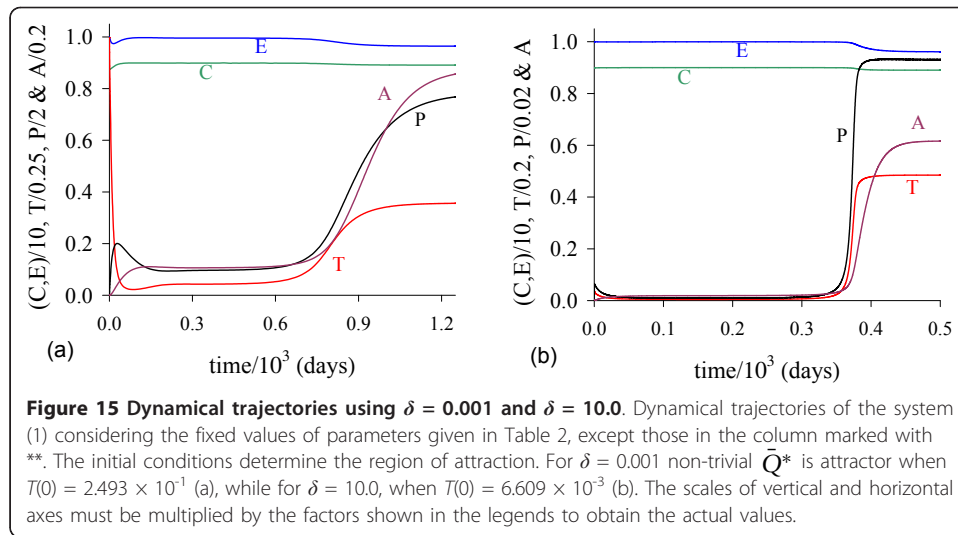 (C,E)/10, T/0.25, P/2 & A/0.2
1.0
0.8
0.6
0.4
0.2
0.0
E
C
A
P
T
0.0 0.3 0.6 0.9 1.2
(a)
time/10³ (days)
(C,E)/10, T/0.2, P/0.02 & A
1.0
0.8
0.6
0.4
0.2
0.0
E
C
P
A
T
0.0 0.1 0.2 0.3 0.4 0.5
(b)
time/10³ (days)
Figure 15 Dynamical trajectories using δ = 0.001 and δ = 10.0. Dynamical trajectories of the system
(1) considering the fixed values of parameters given in Table 2, except those in the column marked with
**. The initial conditions determine the region of attraction. For δ = 0.001 non-trivial Q̄* is attractor when
T(0) = 2.493 × 10⁻¹ (a), while for δ = 10.0, when T(0) = 6.609 × 10⁻³ (b). The scales of vertical and horizontal
axes must be multiplied by the factors shown in the legends to obtain the actual values.